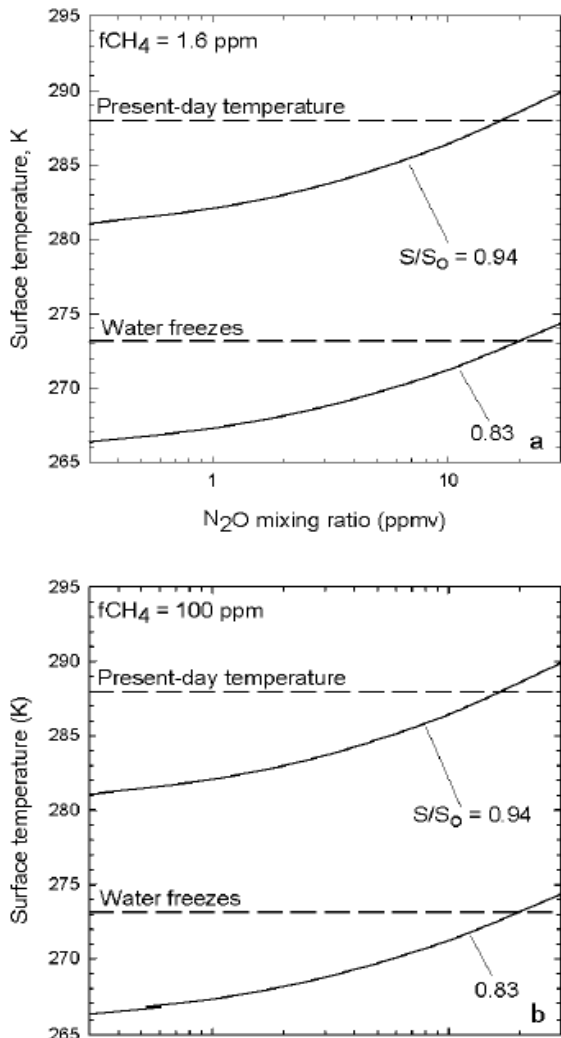 295
fCH4 = 1.6 ppm
290
Present-day temperature
285
S/So = 0.94
280
275
Water freezes
270
0.83
265
a
1
10
Surface temperature, K
N2O mixing ratio (ppmv)
295
fCH4 = 100 ppm
290
Present-day temperature
285
S/So = 0.94
280
275
Water freezes
270
0.83
265
b
Surface temperature (K)